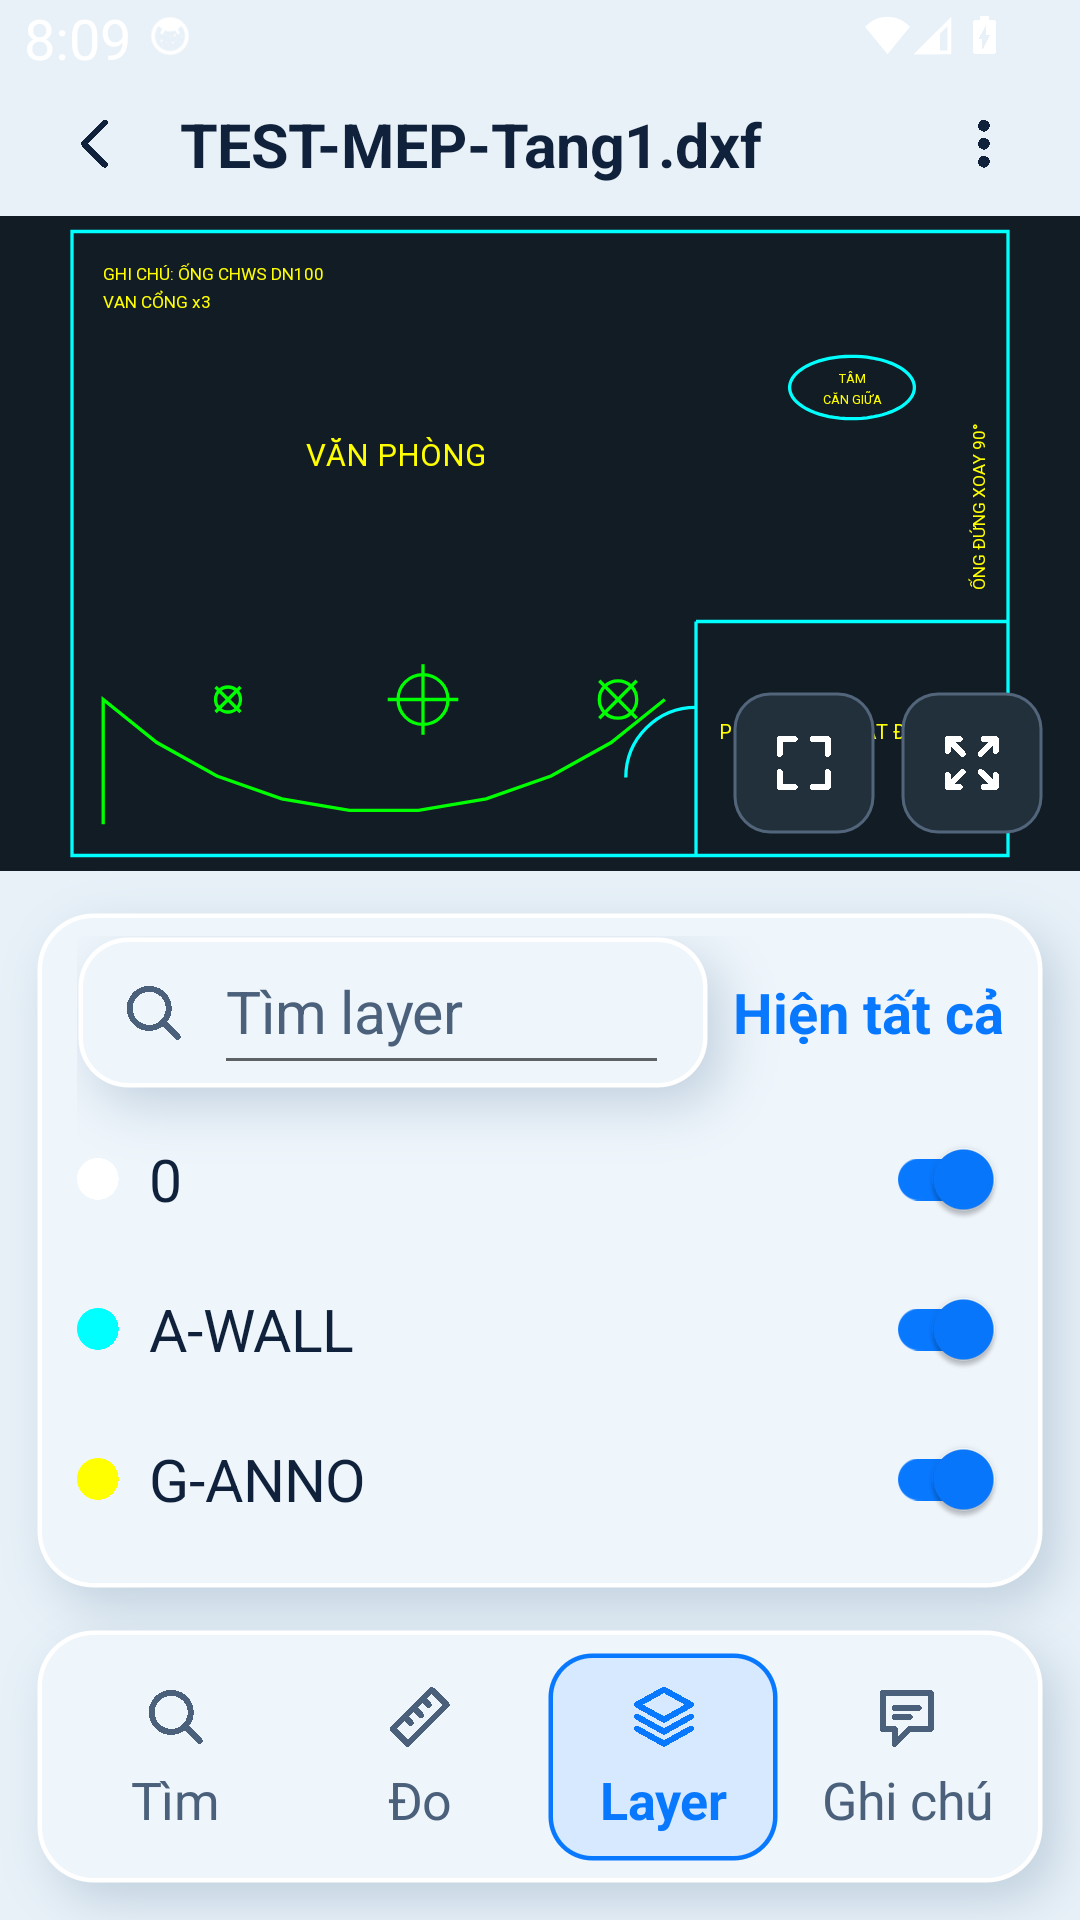 8:09
TEST-MEP-Tang1.dxf
GHI CHÚ: ỐNG CHWS DN100
VAN CỔNG x3
TÂM
CĂN GIỮA
VĂN PHÒNG
ỐNG ĐỨNG XOAY 90°
Tìm layer
Hiện tất cả
0
A-WALL
G-ANNO
Tìm
Đo
Layer
Ghi chú